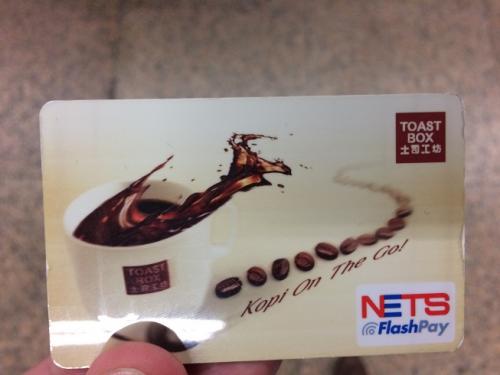 TOAST
BOX
土司工坊
TOAST
BOX
土司工坊
Kopi On The Go!
NETS
FlashPay